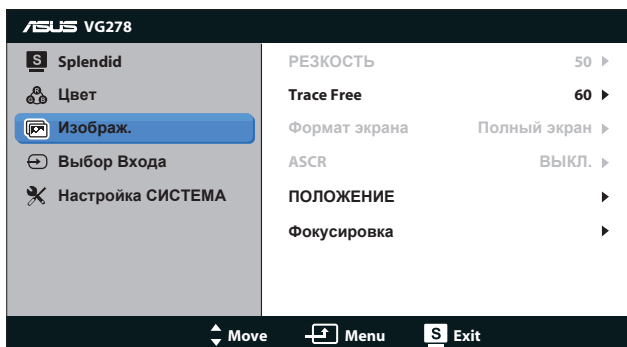 ASUS VG278
S Splendid
Цвет
Изображ.
Выбор Входа
Настройка СИСТЕМА
РЕЗКОСТЬ 50
Trace Free 60
Формат экрана Полный экран
ASCR ВЫКЛ.
ПОЛОЖЕНИЕ
Фокусировка
Move Menu S Exit